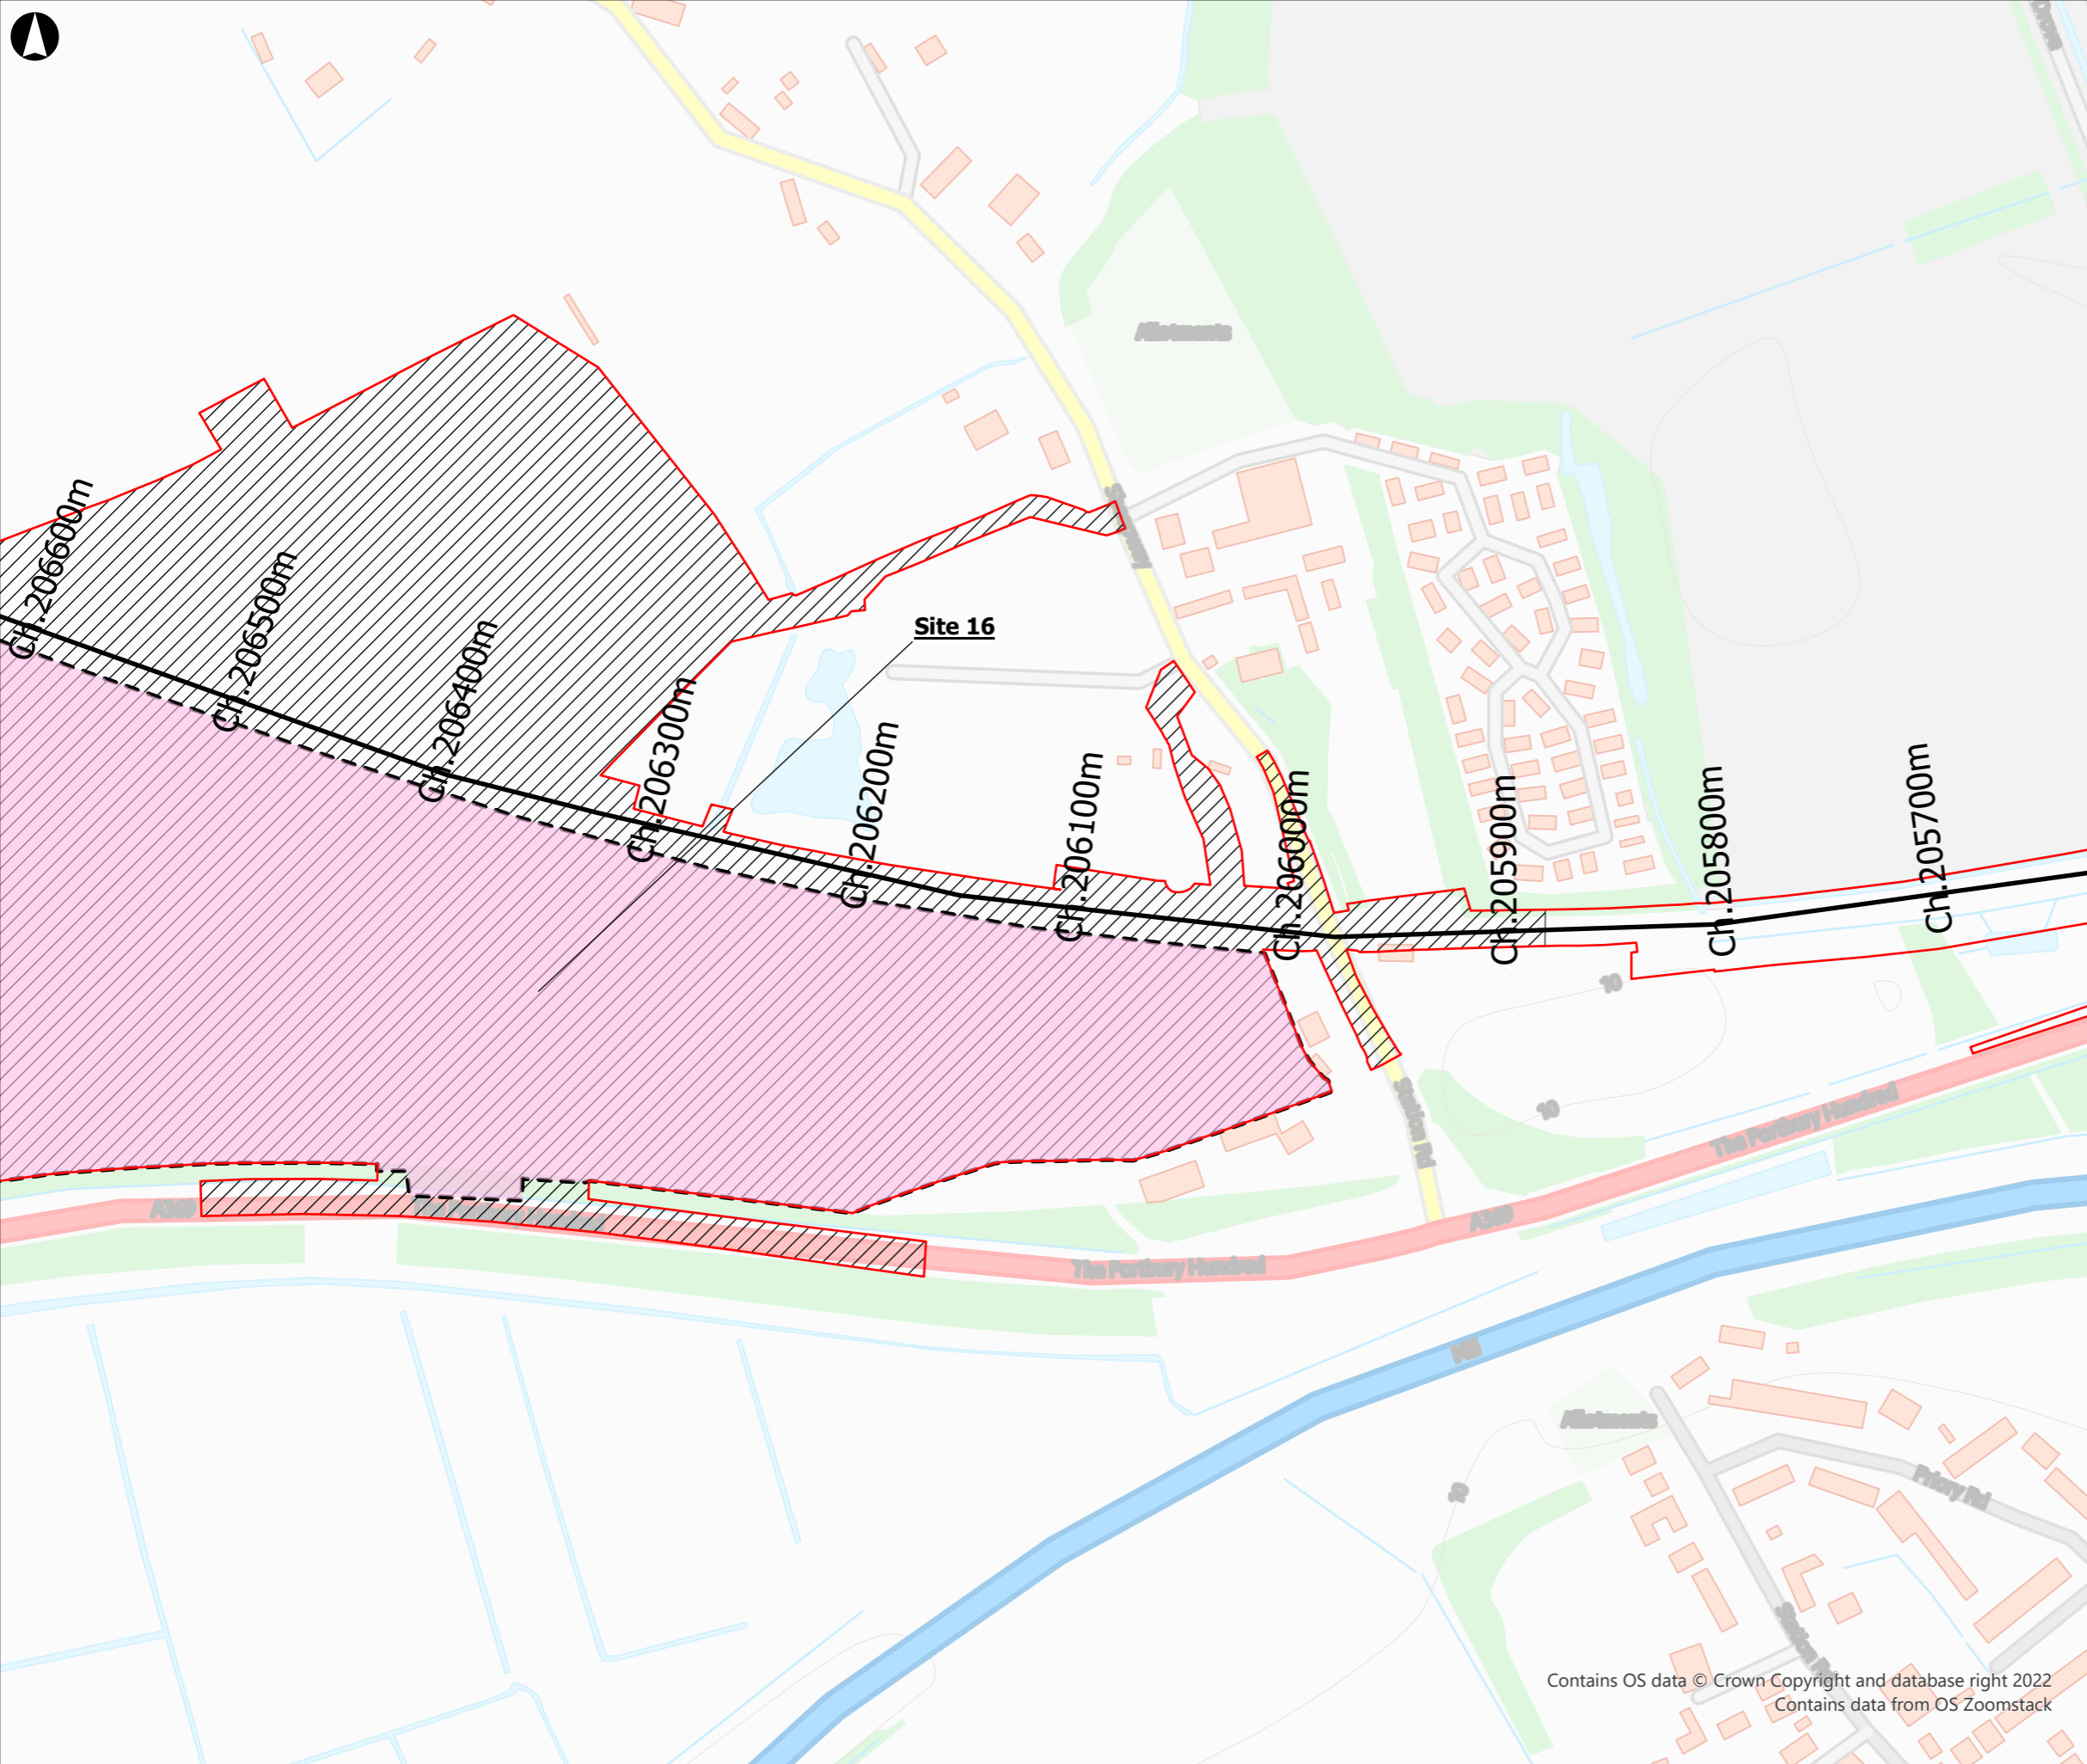 Allotments
Site 16
Ch.206600m
Ch.206500m
Ch.206400m
Ch.206300m
Ch.206200m
Ch.206100m
Ch.206000m
Ch.205900m
Ch.205800m
Ch.205700m
10
10
Station Rd
The Portbury Hundred
A369
A369
The Portbury Hundred
M5
Allotments
10
Priory Rd
Station Rd
Contains OS data © Crown Copyright and database right 2022
Contains data from OS Zoomstack